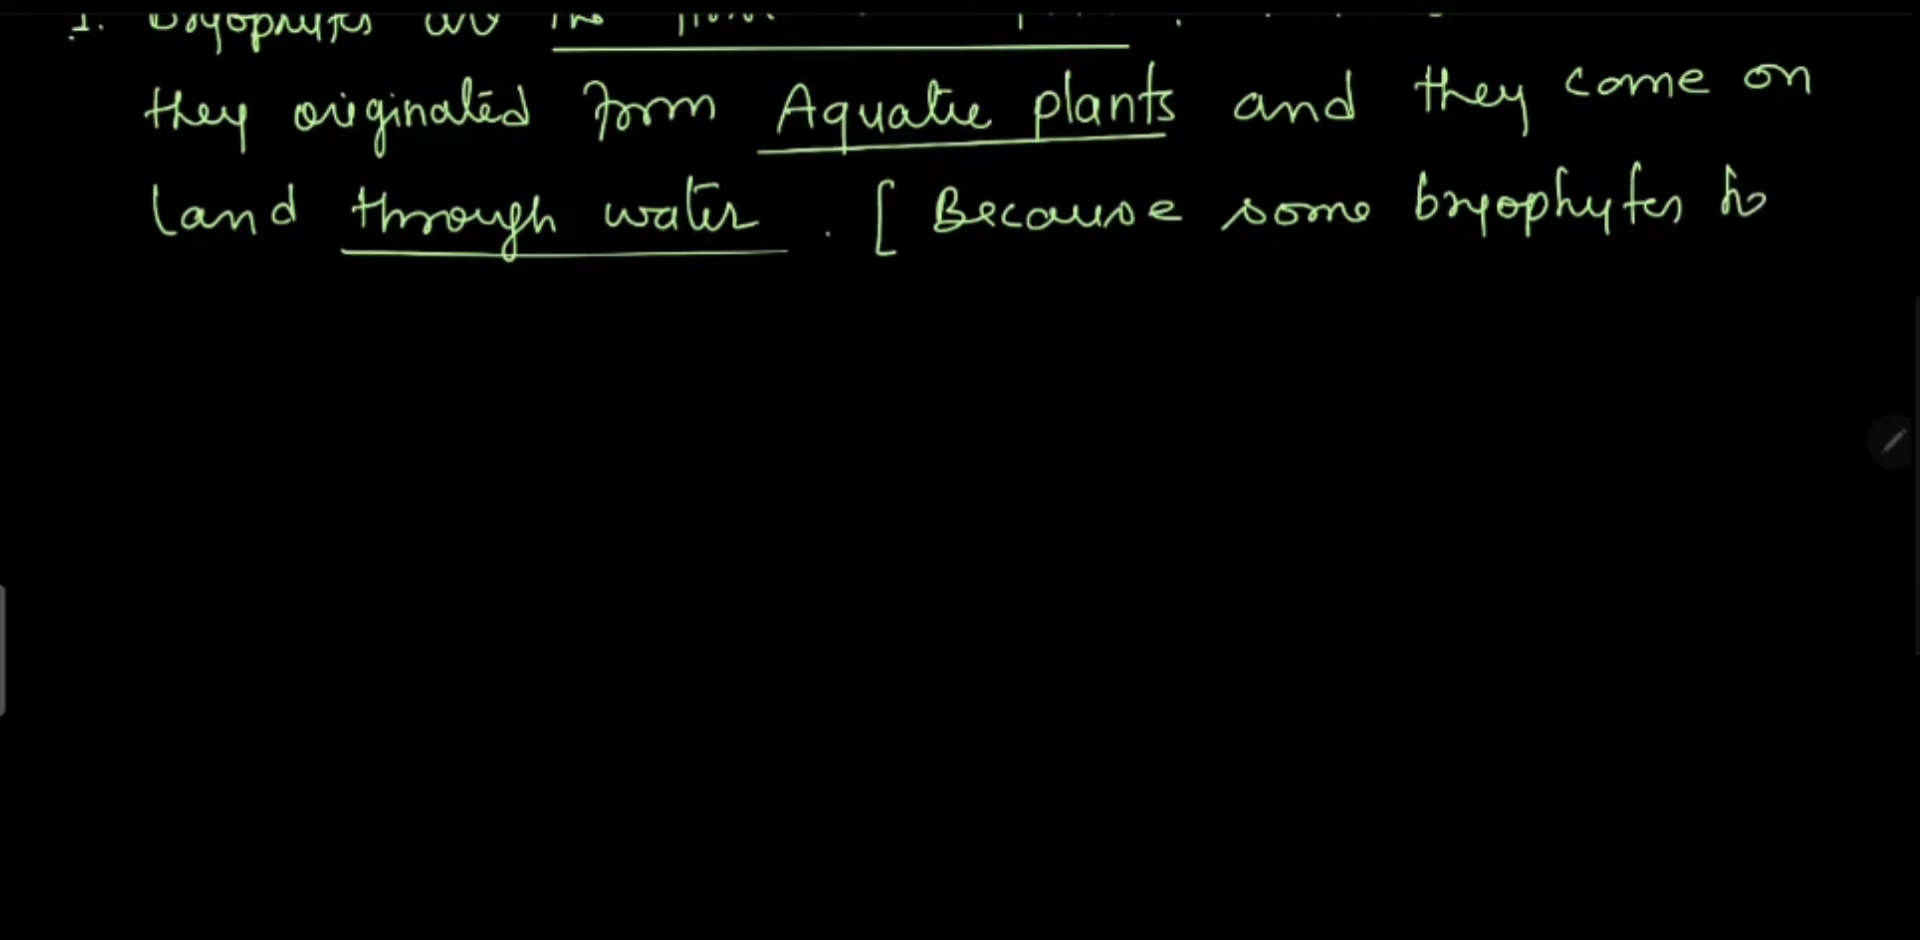 1. Bryophytes are the
they originated from Aquatic plants and they come on
land through water . [ Because some bryophytes